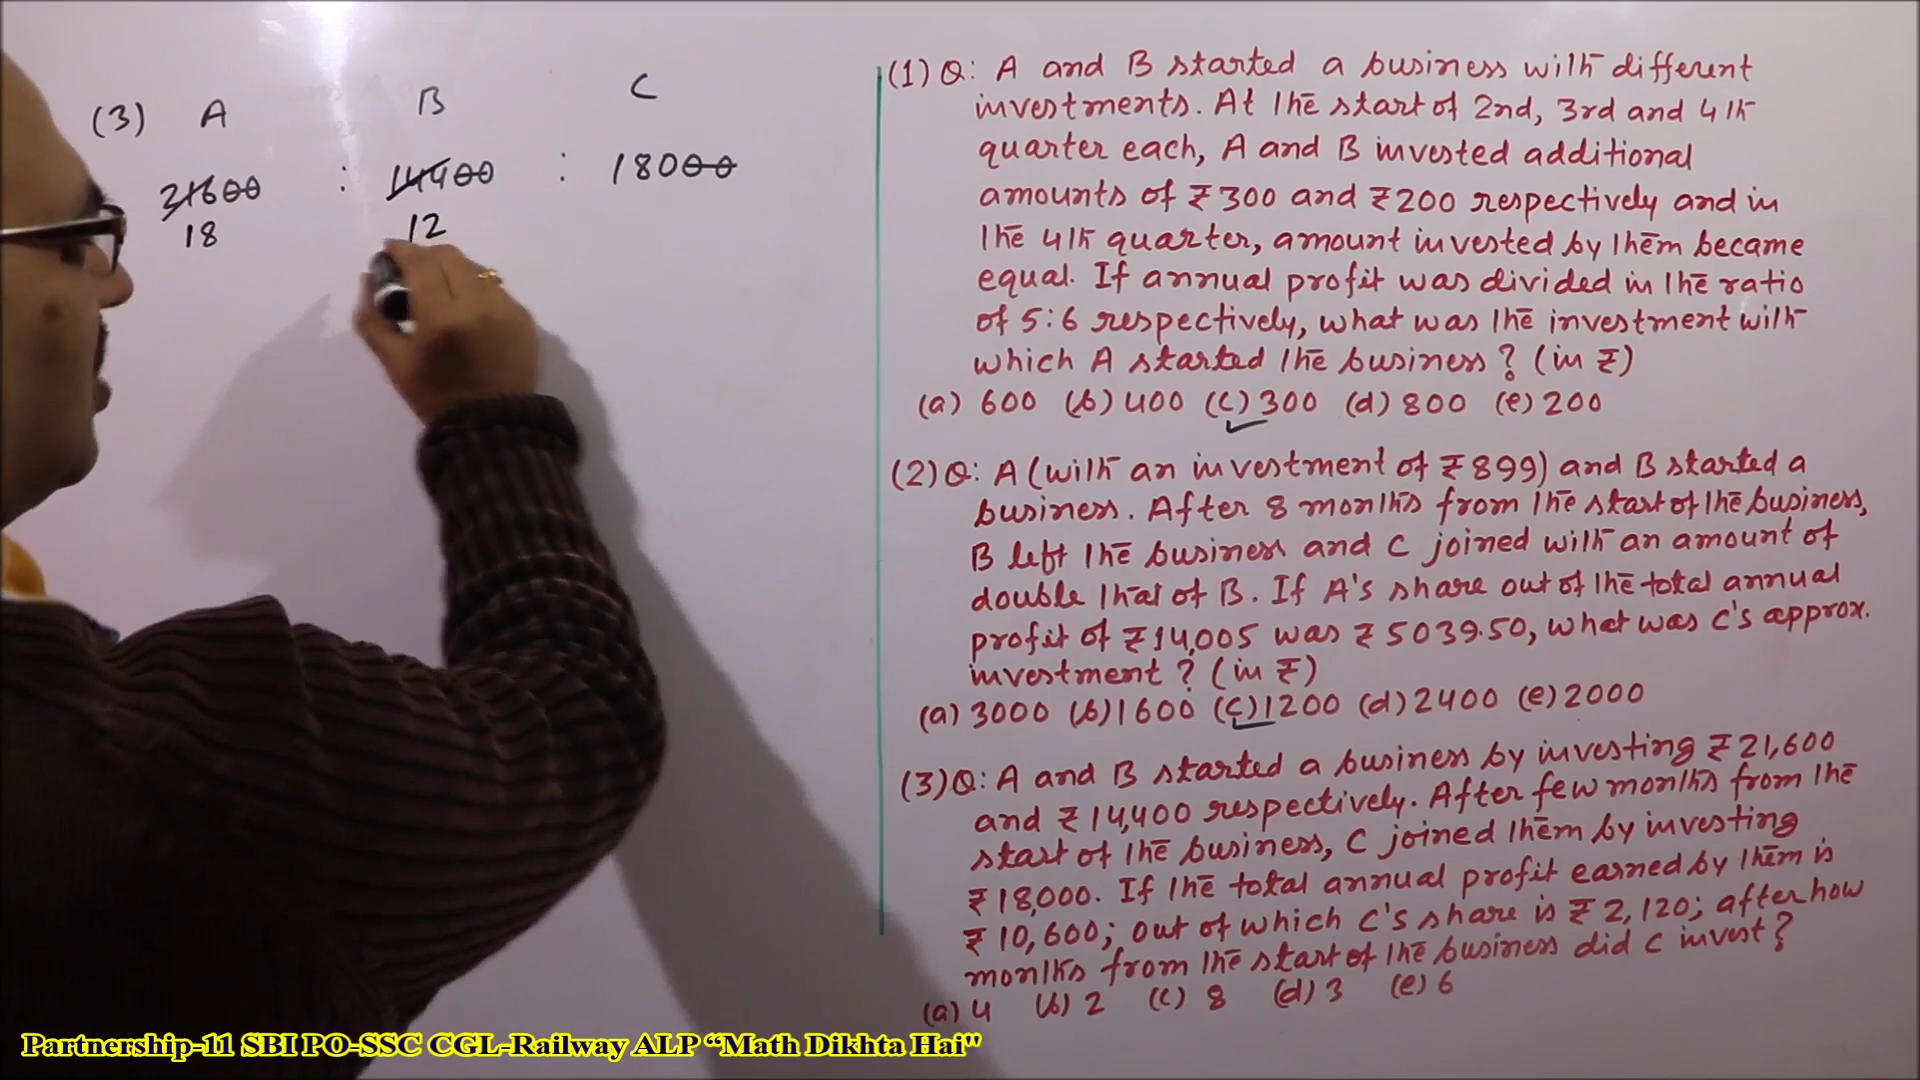 (3) A B C
21600 : 14400 : 18000
18 12
(1) Q: A and B started a business with different
investments. At the start of 2nd, 3rd and 4th
quarter each, A and B invested additional
amounts of ₹300 and ₹200 respectively and in
the 4th quarter, amount invested by them became
equal. If annual profit was divided in the ratio
of 5:6 respectively, what was the investment with
which A started the business? (in ₹)
(a) 600 (b) 400 (c) 300 (d) 800 (e) 200
(2) Q: A (with an investment of ₹899) and B started a
business. After 8 months from the start of the business,
B left the business and C joined with an amount of
double that of B. If A's share out of the total annual
profit of ₹14,005 was ₹5039.50, what was C's approx.
investment? (in ₹)
(a) 3000 (b) 1600 (c) 1200 (d) 2400 (e) 2000
(3) Q: A and B started a business by investing ₹21,600
and ₹14,400 respectively. After few months from the
start of the business, C joined them by investing
₹18,000. If the total annual profit earned by them is
₹10,600; out of which C's share is ₹2,120; after how
months from the start of the business did C invest?
(a) 4 (b) 2 (c) 8 (d) 3 (e) 6
Partnership-11 SBI PO-SSC CGL-Railway ALP “Math Dikhta Hai"